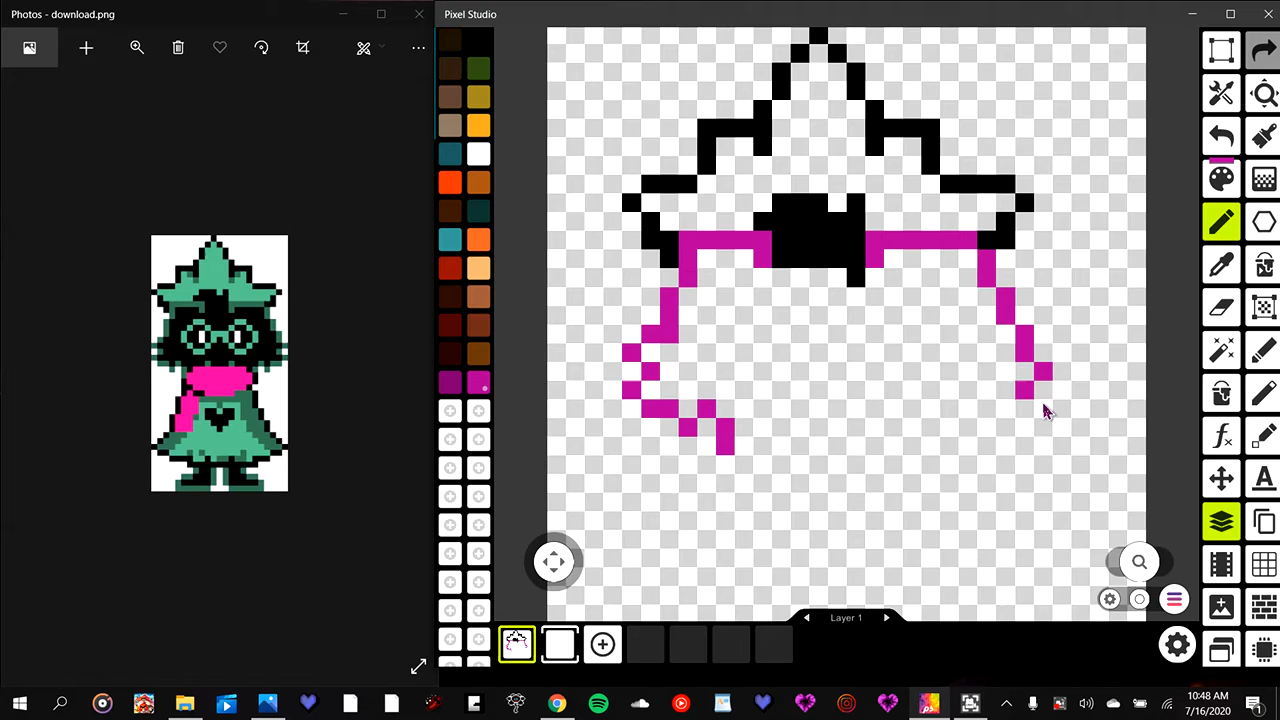 Photos - download.png
Pixel Studio
Layer 1
10:48 AM
7/16/2020